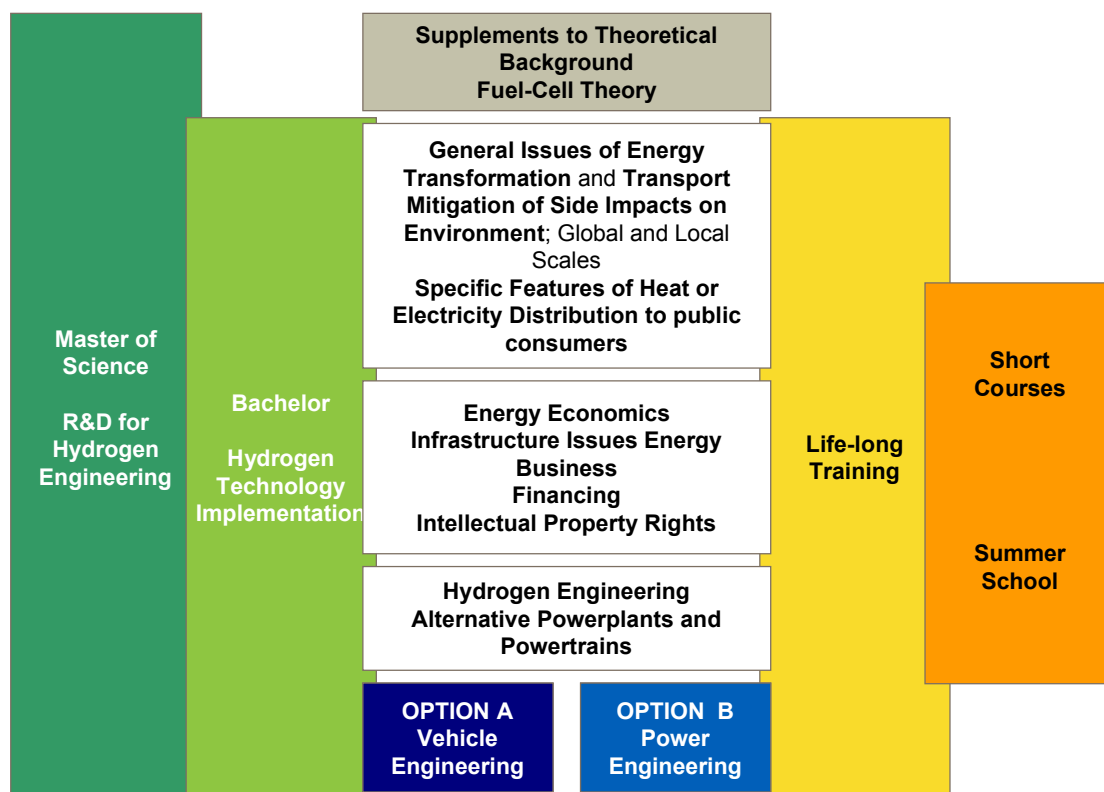 Supplements to Theoretical
Background
Fuel-Cell Theory
General Issues of Energy
Transformation and Transport
Mitigation of Side Impacts on
Environment; Global and Local
Scales
Specific Features of Heat or
Electricity Distribution to public
consumers
Master of
Science
R&D for
Hydrogen
Engineering
Bachelor
Hydrogen
Technology
Implementation
Energy Economics
Infrastructure Issues Energy
Business
Financing
Intellectual Property Rights
Life-long
Training
Short
Courses
Summer
School
Hydrogen Engineering
Alternative Powerplants and
Powertrains
OPTION A
Vehicle
Engineering
OPTION B
Power
Engineering